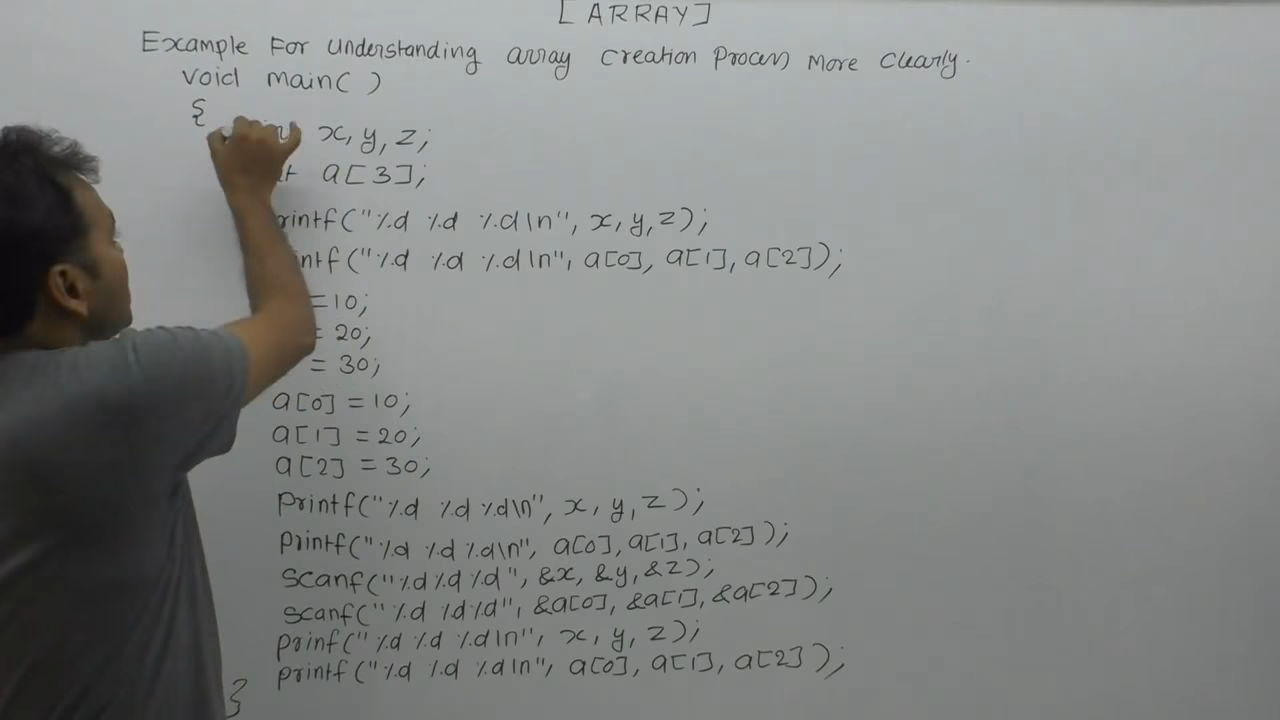 [ARRAY]
Example For Understanding array Creation Process More Clearly.
void main( )
{
x, y, z;
a[3];
rintf("%d %d %d\n", x, y, z);
ntf("%d %d %d\n", a[0], a[1], a[2]);
=10;
= 20;
= 30;
a[0] = 10;
a[1] = 20;
a[2] = 30;
Printf("%d %d %d\n", x, y, z);
Printf("%d %d %d\n", a[0], a[1], a[2]);
Scanf("%d %d %d", &x, &y, &z);
Scanf("%d %d %d", &a[0], &a[1], &a[2]);
prinf("%d %d %d\n", x, y, z);
printf("%d %d %d\n", a[0], a[1], a[2]);
}